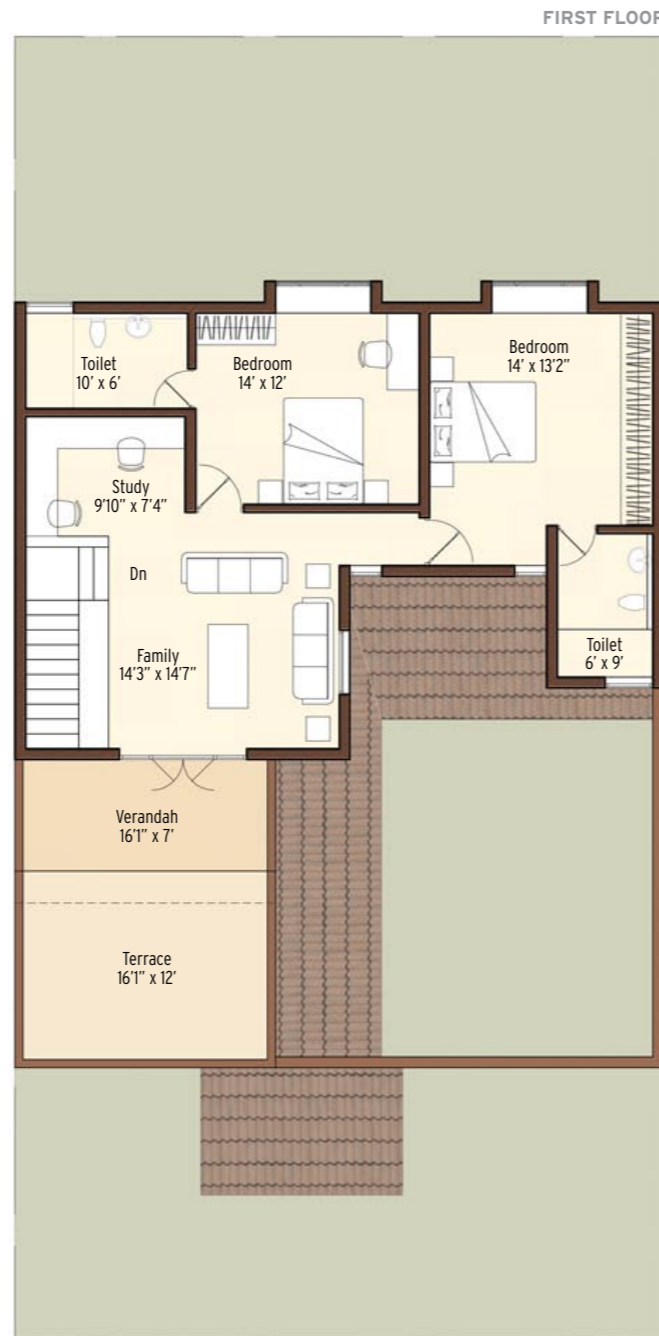 FIRST FLOOR
Toilet
10' x 6'
Bedroom
14' x 12'
Bedroom
14' x 13'2"
Study
9'10" x 7'4"
Dn
Family
14'3" x 14'7"
Toilet
6' x 9'
Verandah
16'1" x 7'
Terrace
16'1" x 12'